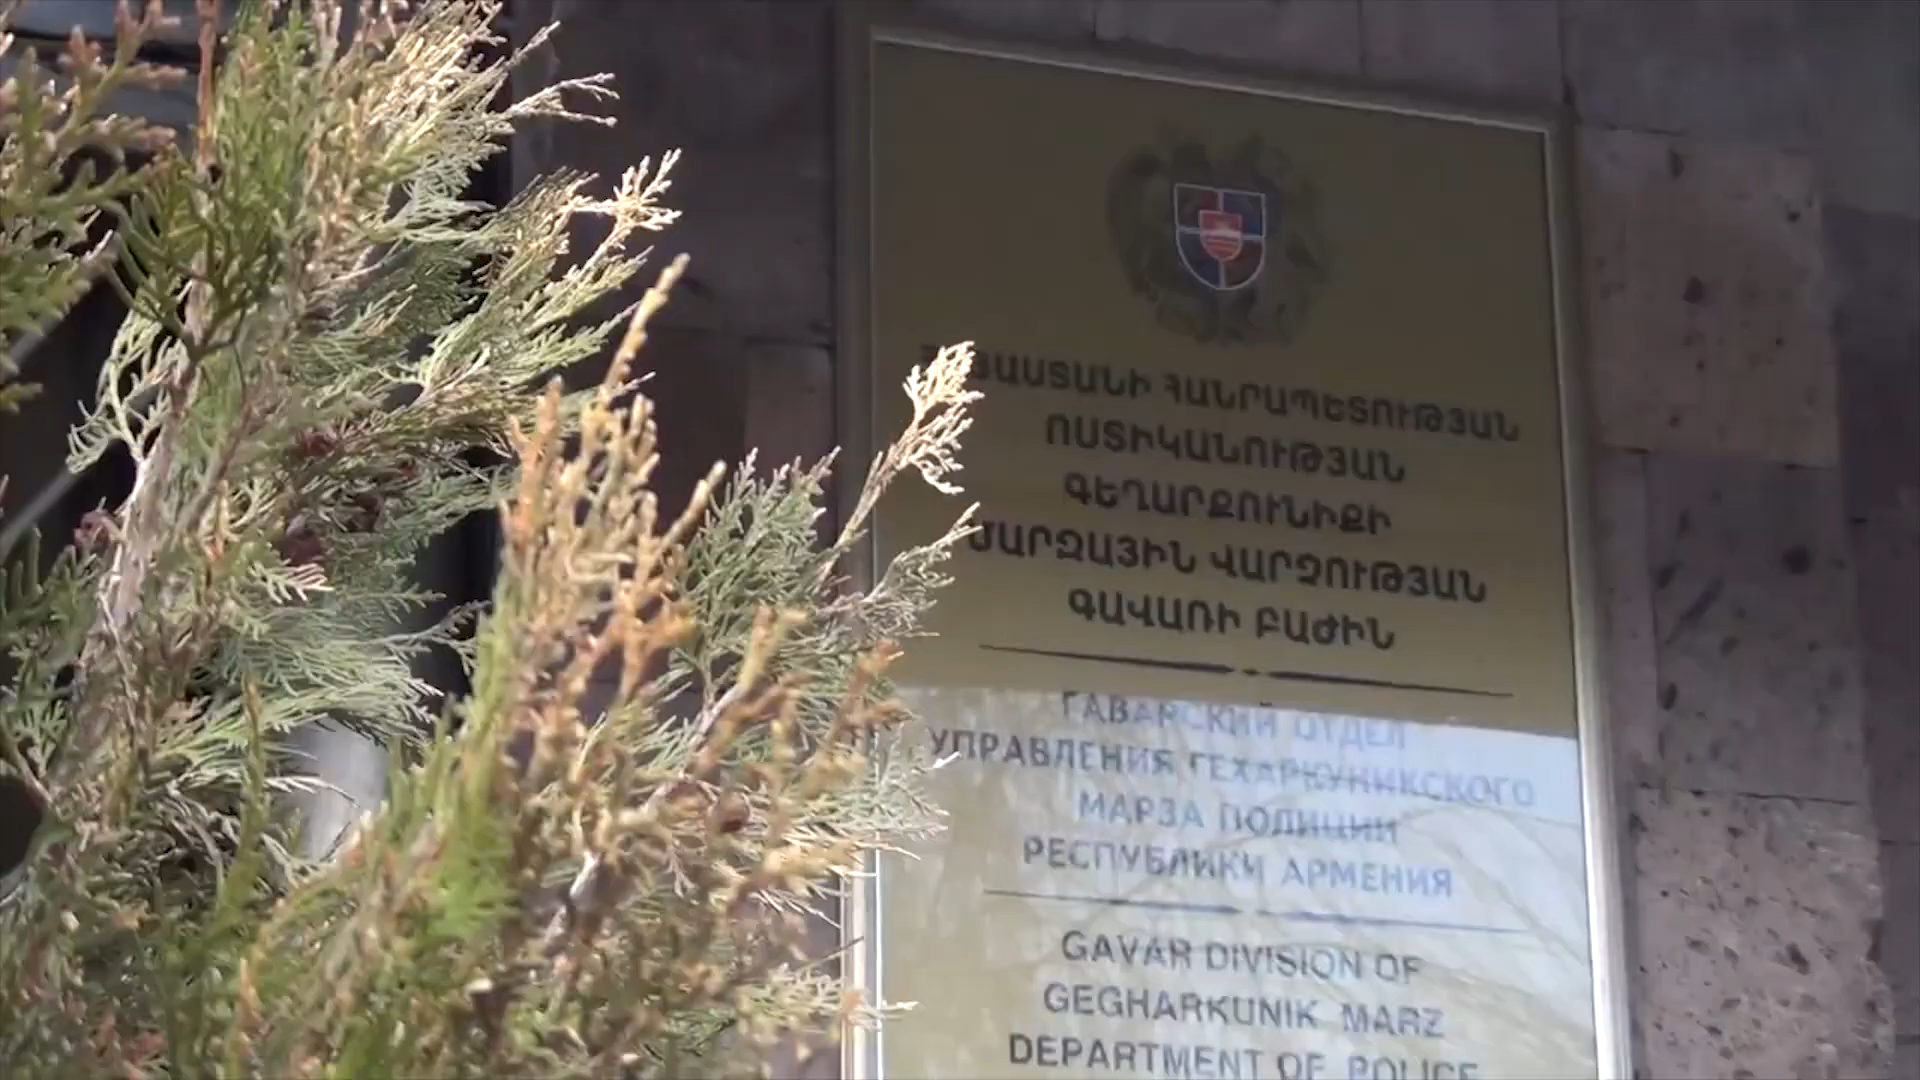 ՀԱՅԱՍՏԱՆԻ ՀԱՆՐԱՊԵՏՈՒԹՅԱՆ
ՈՍՏԻԿԱՆՈՒԹՅԱՆ
ԳԵՂԱՐՔՈՒՆԻՔԻ
ՄԱՐԶԱՅԻՆ ՎԱՐՉՈՒԹՅԱՆ
ԳԱՎԱՌԻ ԲԱԺԻՆ
ГАВАРСКИЙ ОТДЕЛ
УПРАВЛЕНИЯ ГЕХАРКУНИКСКОГО
МАРЗА ПОЛИЦИИ
РЕСПУБЛИКИ АРМЕНИЯ
GAVAR DIVISION OF
GEGHARKUNIK MARZ
DEPARTMENT OF POLICE